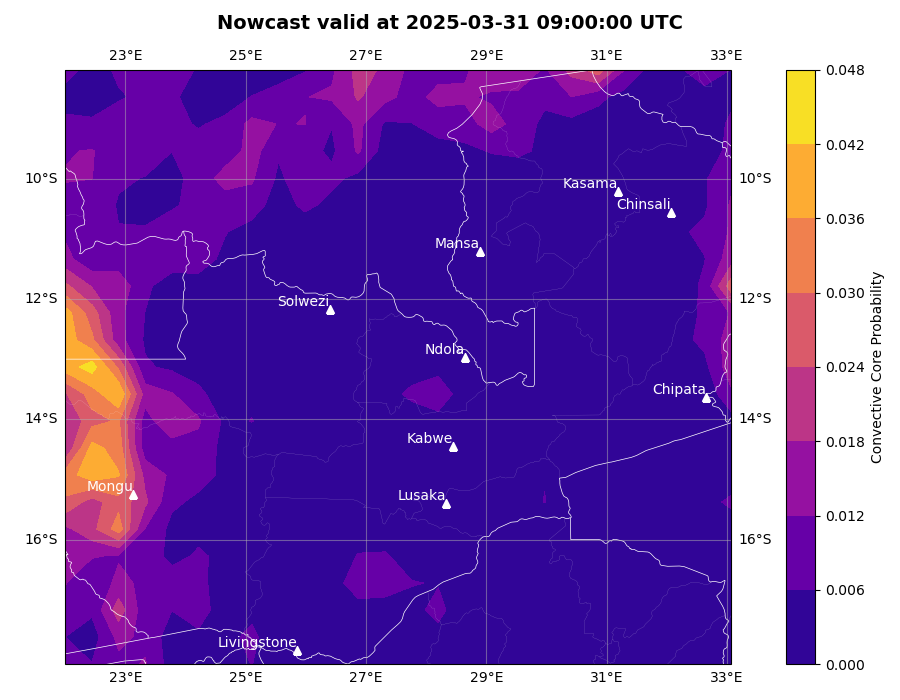 Nowcast valid at 2025-03-31 09:00:00 UTC
23°E 25°E 27°E 29°E 31°E 33°E
0.048
0.042
10°S 10°S
Kasama
Chinsali
0.036
Mansa
0.030
12°S 12°S
Solwezi
Ndola
0.024
Chipata
14°S 14°S
0.018
Kabwe
Mongu
Lusaka
0.012
16°S 16°S
0.006
Livingstone
0.000
23°E 25°E 27°E 29°E 31°E 33°E
Convective Core Probability